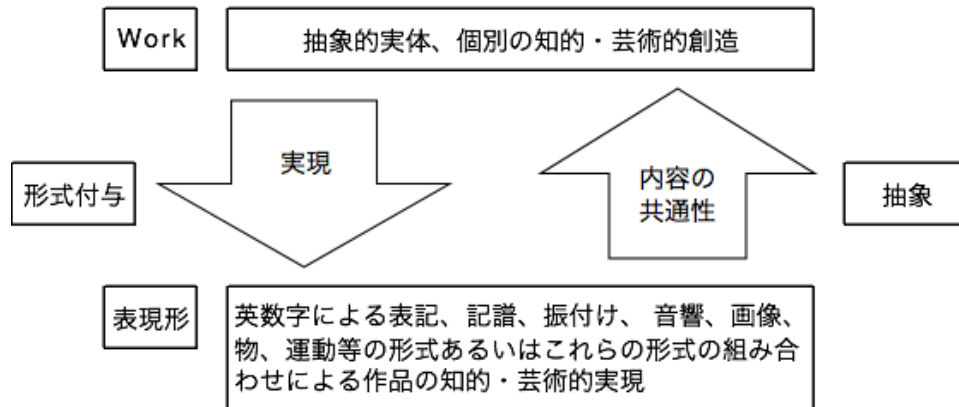 Work
抽象的実体、個別の知的・芸術的創造
実現
形式付与
内容の
共通性
抽象
表現形
英数字による表記、記譜、振付け、 音響、画像、
物、運動等の形式あるいはこれらの形式の組み合
わせによる作品の知的・芸術的実現